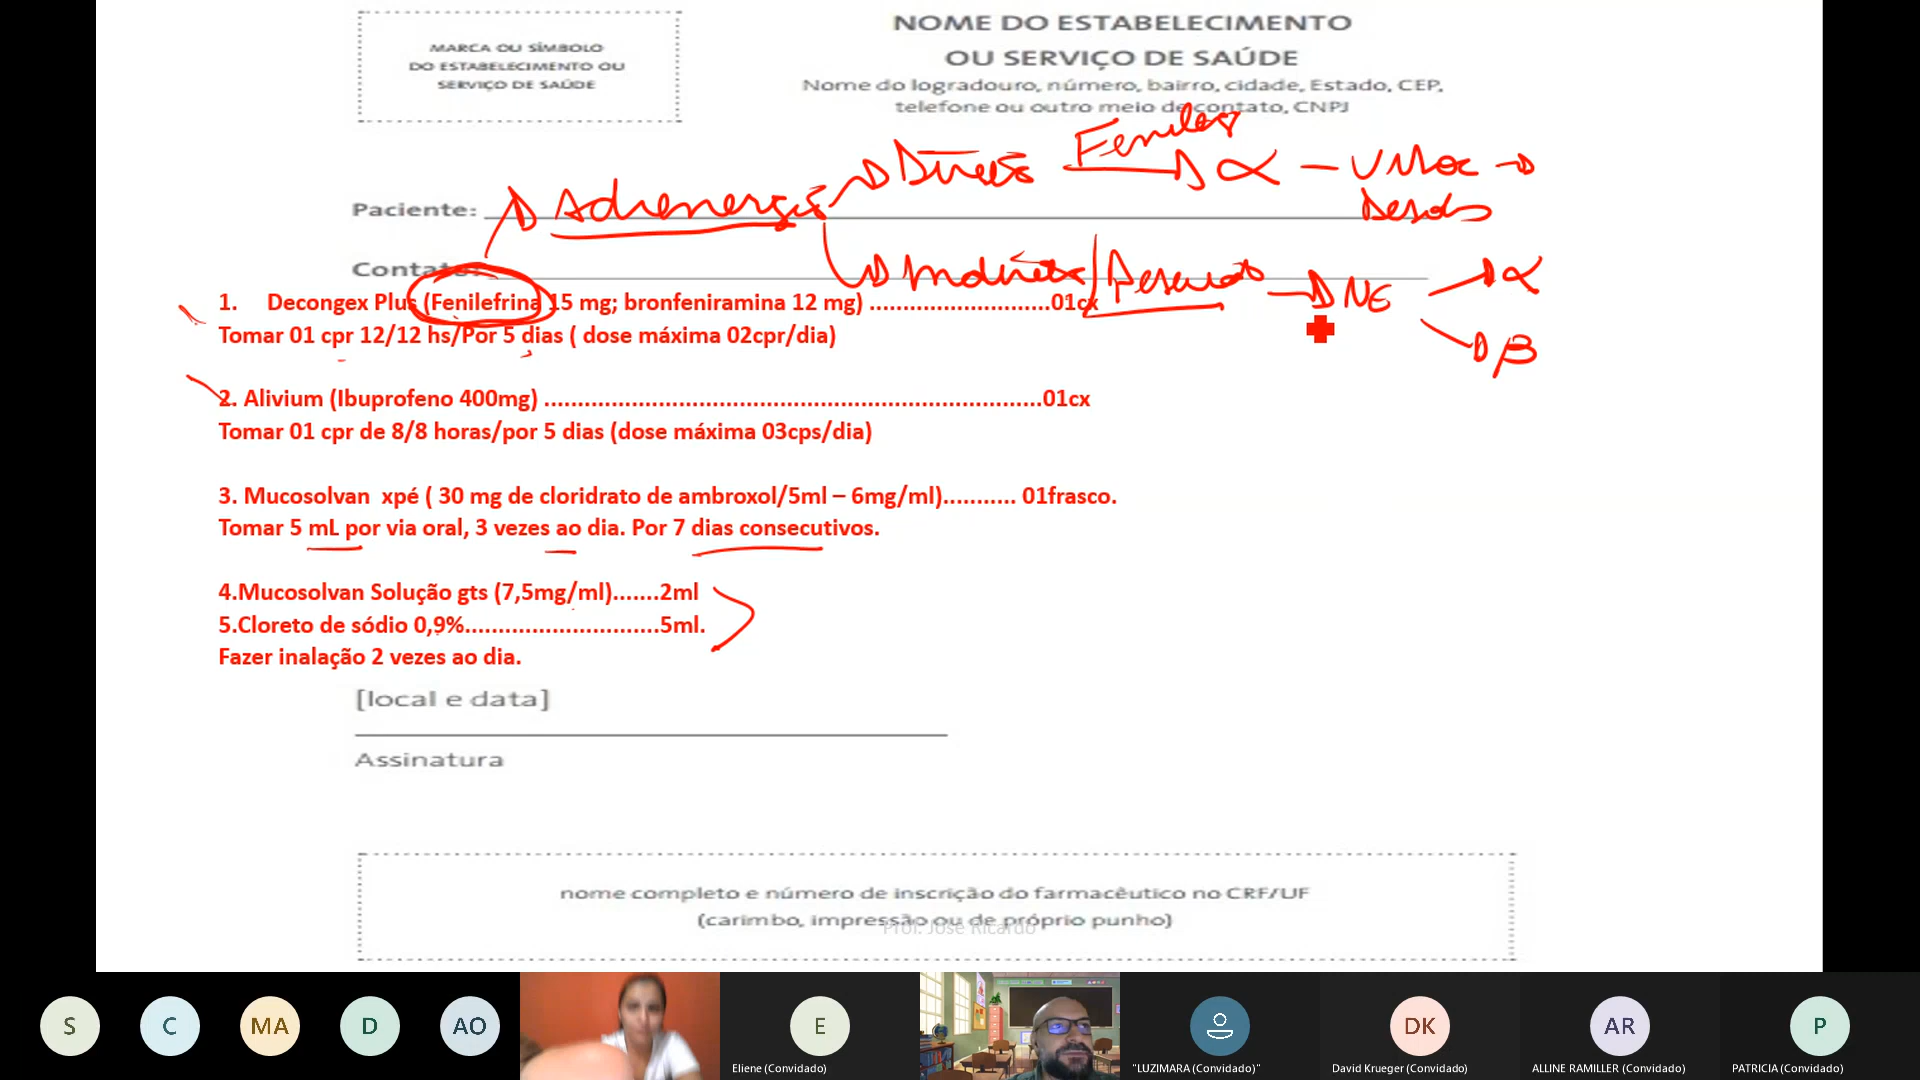 MARCA OU SÍMBOLO
DO ESTABELECIMENTO OU
SERVIÇO DE SAÚDE
NOME DO ESTABELECIMENTO
OU SERVIÇO DE SAÚDE
Nome do logradouro, número, bairro, cidade, Estado, CEP,
telefone ou outro meio de contato, CNPJ
α
Paciente:
NE
α
β
1. Decongex Plus (Fenilefrina 15 mg; bronfeniramina 12 mg) ...........................01cx
Tomar 01 cpr 12/12 hs/Por 5 dias ( dose máxima 02cpr/dia)
2. Alivium (Ibuprofeno 400mg) ..........................................................................01cx
Tomar 01 cpr de 8/8 horas/por 5 dias (dose máxima 03cps/dia)
3. Mucosolvan xpé ( 30 mg de cloridrato de ambroxol/5ml – 6mg/ml)........... 01frasco.
Tomar 5 mL por via oral, 3 vezes ao dia. Por 7 dias consecutivos.
4.Mucosolvan Solução gts (7,5mg/ml).......2ml
5.Cloreto de sódio 0,9%.............................5ml.
Fazer inalação 2 vezes ao dia.
[local e data]
Assinatura
nome completo e número de inscrição do farmacêutico no CRF/UF
(carimbo, impressão ou de próprio punho)
Prof. José Ricardo
S
C
MA
D
AO
E
DK
AR
P
Eliene (Convidado)
"LUZIMARA (Convidado)"
David Krueger (Convidado)
ALLINE RAMILLER (Convidado)
PATRICIA (Convidado)